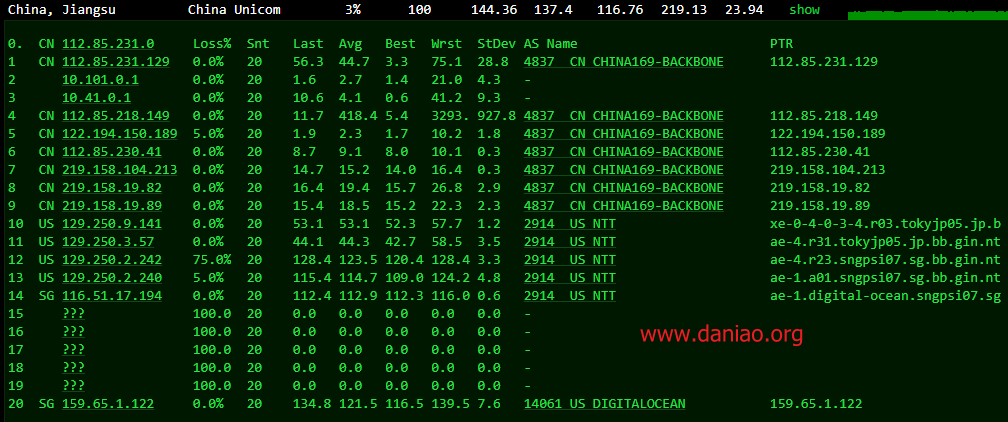 China, Jiangsu China Unicom 3% 100 144.36 137.4 116.76 219.13 23.94 show
0. CN 112.85.231.0 Loss% Snt Last Avg Best Wrst StDev AS Name PTR
1 CN 112.85.231.129 0.0% 20 56.3 44.7 3.3 75.1 28.8 4837 CN CHINA169-BACKBONE 112.85.231.129
2 10.101.0.1 0.0% 20 1.6 2.7 1.4 21.0 4.3 -
3 10.41.0.1 0.0% 20 10.6 4.1 0.6 41.2 9.3 -
4 CN 112.85.218.149 0.0% 20 11.7 418.4 5.4 3293. 927.8 4837 CN CHINA169-BACKBONE 112.85.218.149
5 CN 122.194.150.189 5.0% 20 1.9 2.3 1.7 10.2 1.8 4837 CN CHINA169-BACKBONE 122.194.150.189
6 CN 112.85.230.41 0.0% 20 8.7 9.1 8.0 10.1 0.3 4837 CN CHINA169-BACKBONE 112.85.230.41
7 CN 219.158.104.213 0.0% 20 14.7 15.2 14.0 16.4 0.3 4837 CN CHINA169-BACKBONE 219.158.104.213
8 CN 219.158.19.82 0.0% 20 16.4 19.4 15.7 26.8 2.9 4837 CN CHINA169-BACKBONE 219.158.19.82
9 CN 219.158.19.89 0.0% 20 15.4 18.5 15.2 22.3 2.3 4837 CN CHINA169-BACKBONE 219.158.19.89
10 US 129.250.9.141 0.0% 20 53.1 53.1 52.3 57.7 1.2 2914 US NTT xe-0-4-0-3-4.r03.tokyjp05.jp.b
11 US 129.250.3.57 0.0% 20 44.1 44.3 42.7 58.5 3.5 2914 US NTT ae-4.r31.tokyjp05.jp.bb.gin.nt
12 US 129.250.2.242 75.0% 20 128.4 123.5 120.4 128.4 3.3 2914 US NTT ae-4.r23.sngpsi07.sg.bb.gin.nt
13 US 129.250.2.240 5.0% 20 115.4 114.7 109.0 124.2 4.8 2914 US NTT ae-1.a01.sngpsi07.sg.bb.gin.nt
14 SG 116.51.17.194 0.0% 20 112.4 112.9 112.3 116.0 0.6 2914 US NTT ae-1.digital-ocean.sngpsi07.sg
15 ??? 100.0 20 0.0 0.0 0.0 0.0 0.0 -
16 ??? 100.0 20 0.0 0.0 0.0 0.0 0.0 -
17 ??? 100.0 20 0.0 0.0 0.0 0.0 0.0 -
18 ??? 100.0 20 0.0 0.0 0.0 0.0 0.0 -
19 ??? 100.0 20 0.0 0.0 0.0 0.0 0.0 -
www.daniao.org
20 SG 159.65.1.122 0.0% 20 134.8 121.5 116.5 139.5 7.6 14061 US DIGITALOCEAN 159.65.1.122